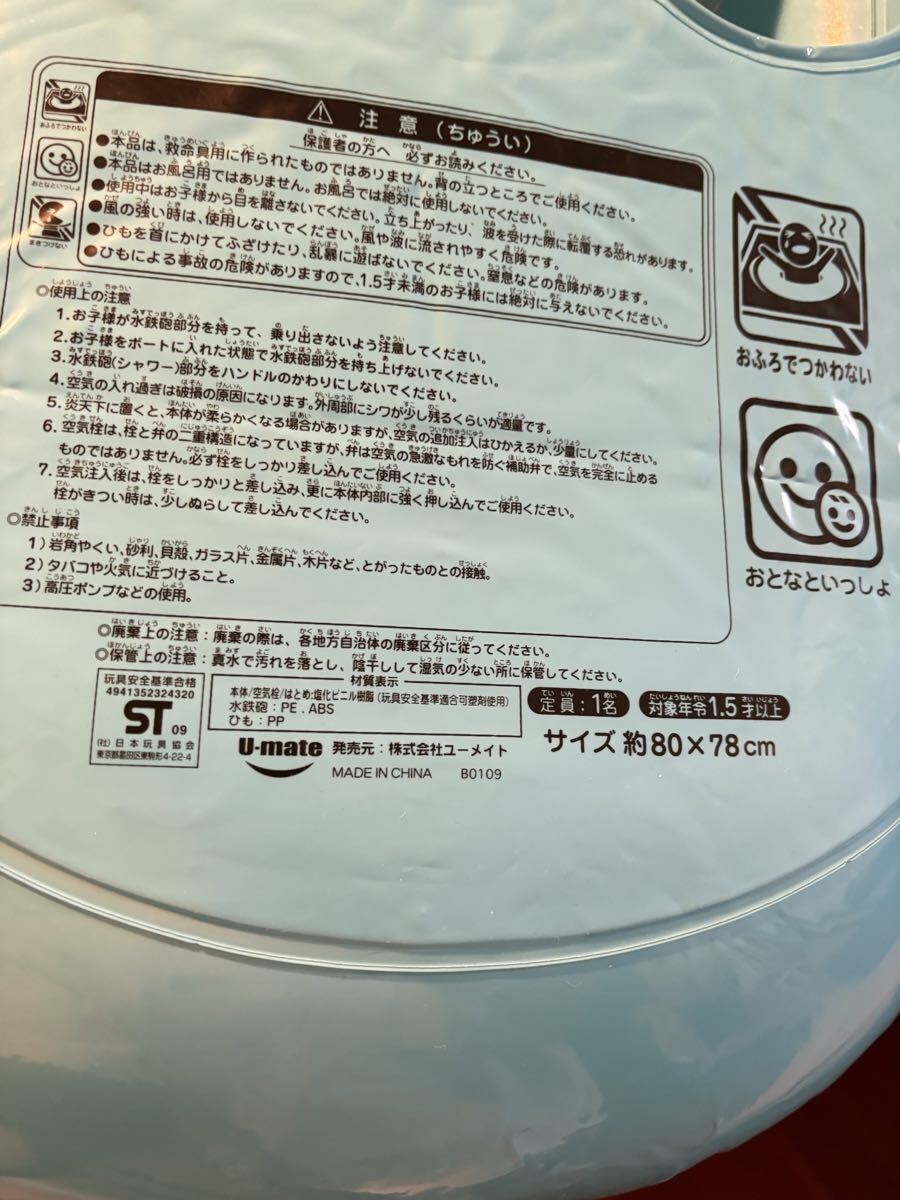 注意(ちゅうい)
保護者の方へ 必ずお読みください。
●本品は、救命具用に作られたものではありません。背の立つところでご使用ください。
●本品はお風呂用ではありません。お風呂では絶対に使用しないでください。
●使用中はお子様から目を離さないでください。立ち上がったり、波を受けた際に転覆する恐れがあります。
●風の強い時は、使用しないでください。風や波に流されやすく危険です。
●ひもを首にかけてふざけたり、乱暴に遊ばないでください。窒息などの危険があります。
●ひもによる事故の危険がありますので、1.5才未満のお子様には絶対に与えないでください。
おふろでつかわない
おとなといっしょ
まきつけない
◎使用上の注意
1.お子様が水鉄砲部分を持って、乗り出さないよう注意してください。
2.お子様をボートに入れた状態で水鉄砲部分を持ち上げないでください。
3.水鉄砲(シャワー)部分をハンドルのかわりにしないでください。
4.空気の入れ過ぎは破損の原因になります。外周部にシワが少し残るくらいが適量です。
5.炎天下に置くと、本体が柔らかくなる場合がありますが、空気の追加注入はひかえるか、少量にしてください。
6.空気栓は、栓と弁の二重構造になっていますが、弁は空気の急激なもれを防ぐ補助弁で、空気を完全に止める
ものではありません。必ず栓をしっかり差し込んでご使用ください。
7.空気注入後は、栓をしっかりと差し込み、更に本体内部に強く押し込んでご使用ください。
栓がきつい時は、少しぬらして差し込んでください。
◎禁止事項
1)岩角やくい、砂利、貝殻、ガラス片、金属片、木片など、とがったものとの接触。
2)タバコや火気に近づけること。
3)高圧ポンプなどの使用。
おふろでつかわない
おとなといっしょ
◎廃棄上の注意:廃棄の際は、各地方自治体の廃棄区分に従ってください。
◎保管上の注意:真水で汚れを落とし、陰干しして湿気の少ない所に保管してください。
玩具安全基準合格
4941352324320
ST 09
(社)日本玩具協会
東京都墨田区東駒形4-22-4
材質表示
本体/空気栓/はとめ:塩化ビニル樹脂(玩具安全基準適合可塑剤使用)
水鉄砲:PE.ABS
ひも:PP
定員:1名
対象年令1.5才以上
サイズ 約80×78cm
U-mate 発売元:株式会社ユーメイト
MADE IN CHINA B0109